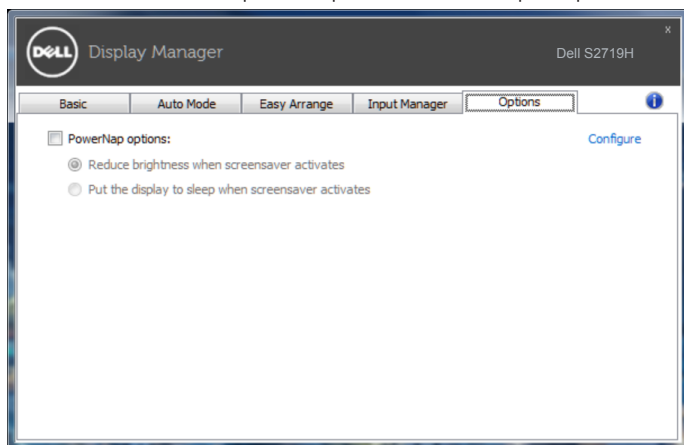 DELL
Display Manager
x
Dell S2719H
Basic
Auto Mode
Easy Arrange
Input Manager
Options
i
PowerNap options:
Configure
Reduce brightness when screensaver activates
Put the display to sleep when screensaver activates